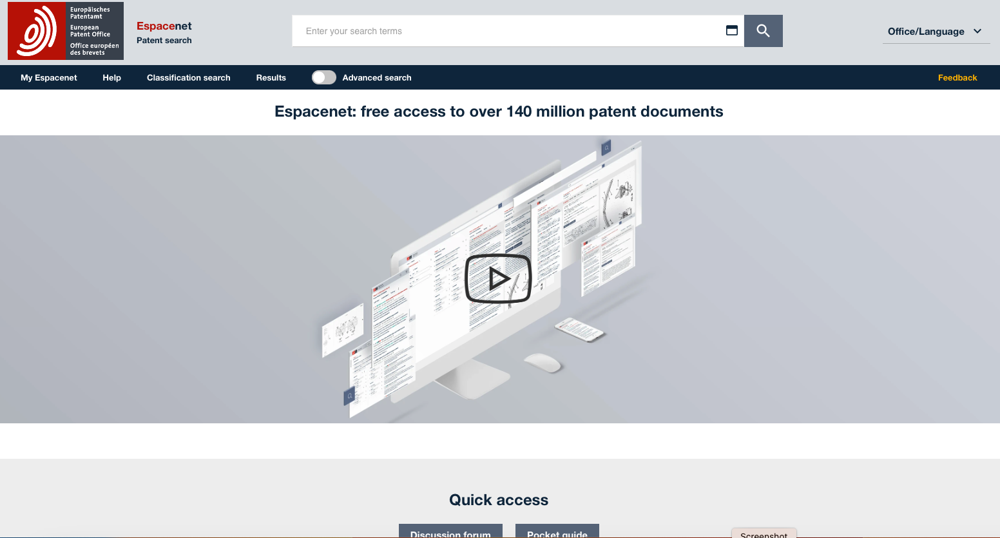 Europäisches
Patentamt
European
Patent Office
Office européen
des brevets
Espacenet
Patent search
Enter your search terms
Office/Language
My Espacenet
Help
Classification search
Results
Advanced search
Feedback
Espacenet: free access to over 140 million patent documents
Quick access
Discussion forum
Pocket guide
Screenshot